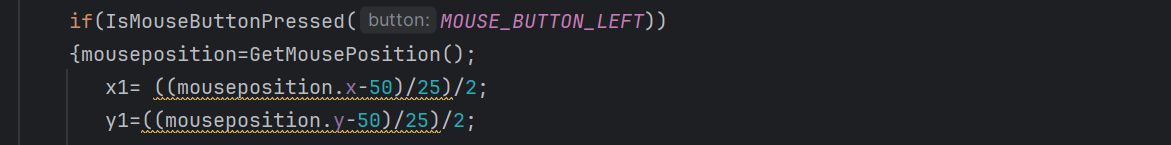 if(IsMouseButtonPressed( button: MOUSE_BUTTON_LEFT))
{mouseposition=GetMousePosition();
x1= ((mouseposition.x-50)/25)/2;
y1=((mouseposition.y-50)/25)/2;